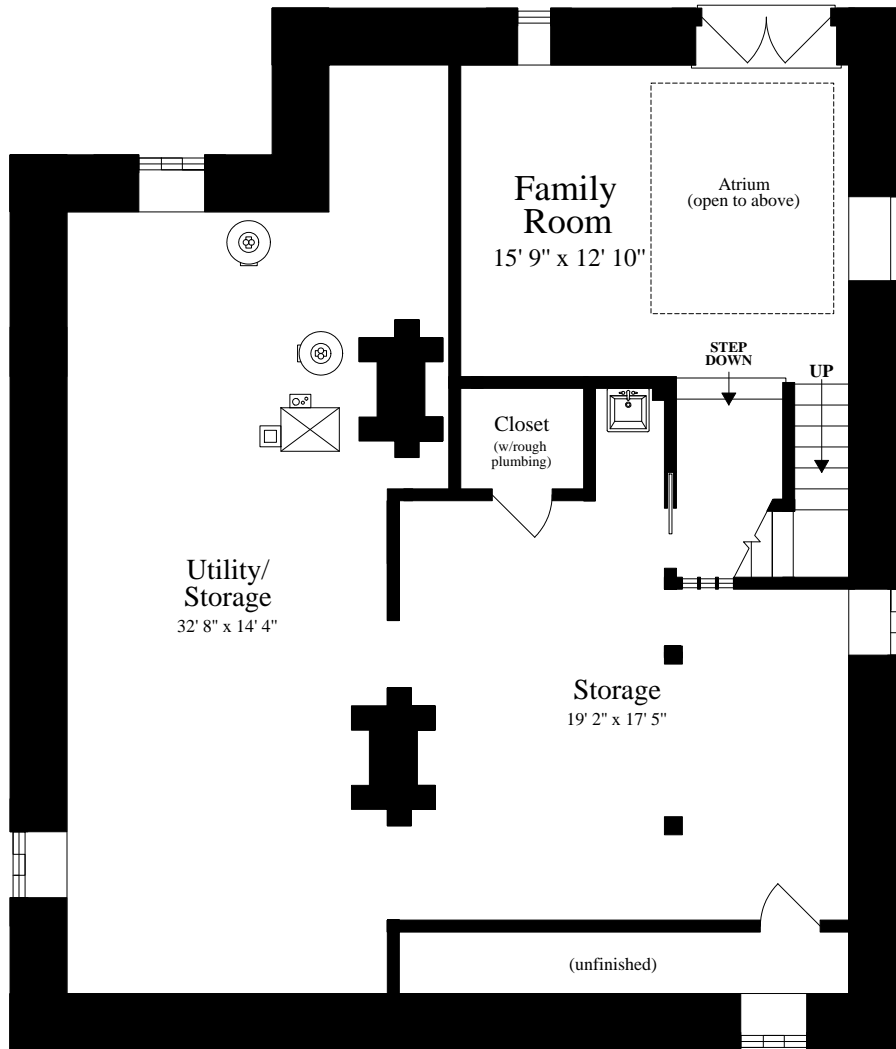 Family
Room
15' 9" x 12' 10"
Atrium
(open to above)
STEP
DOWN
UP
Closet
(w/rough
plumbing)
Utility/
Storage
32' 8" x 14' 4"
Storage
19' 2" x 17' 5"
(unfinished)